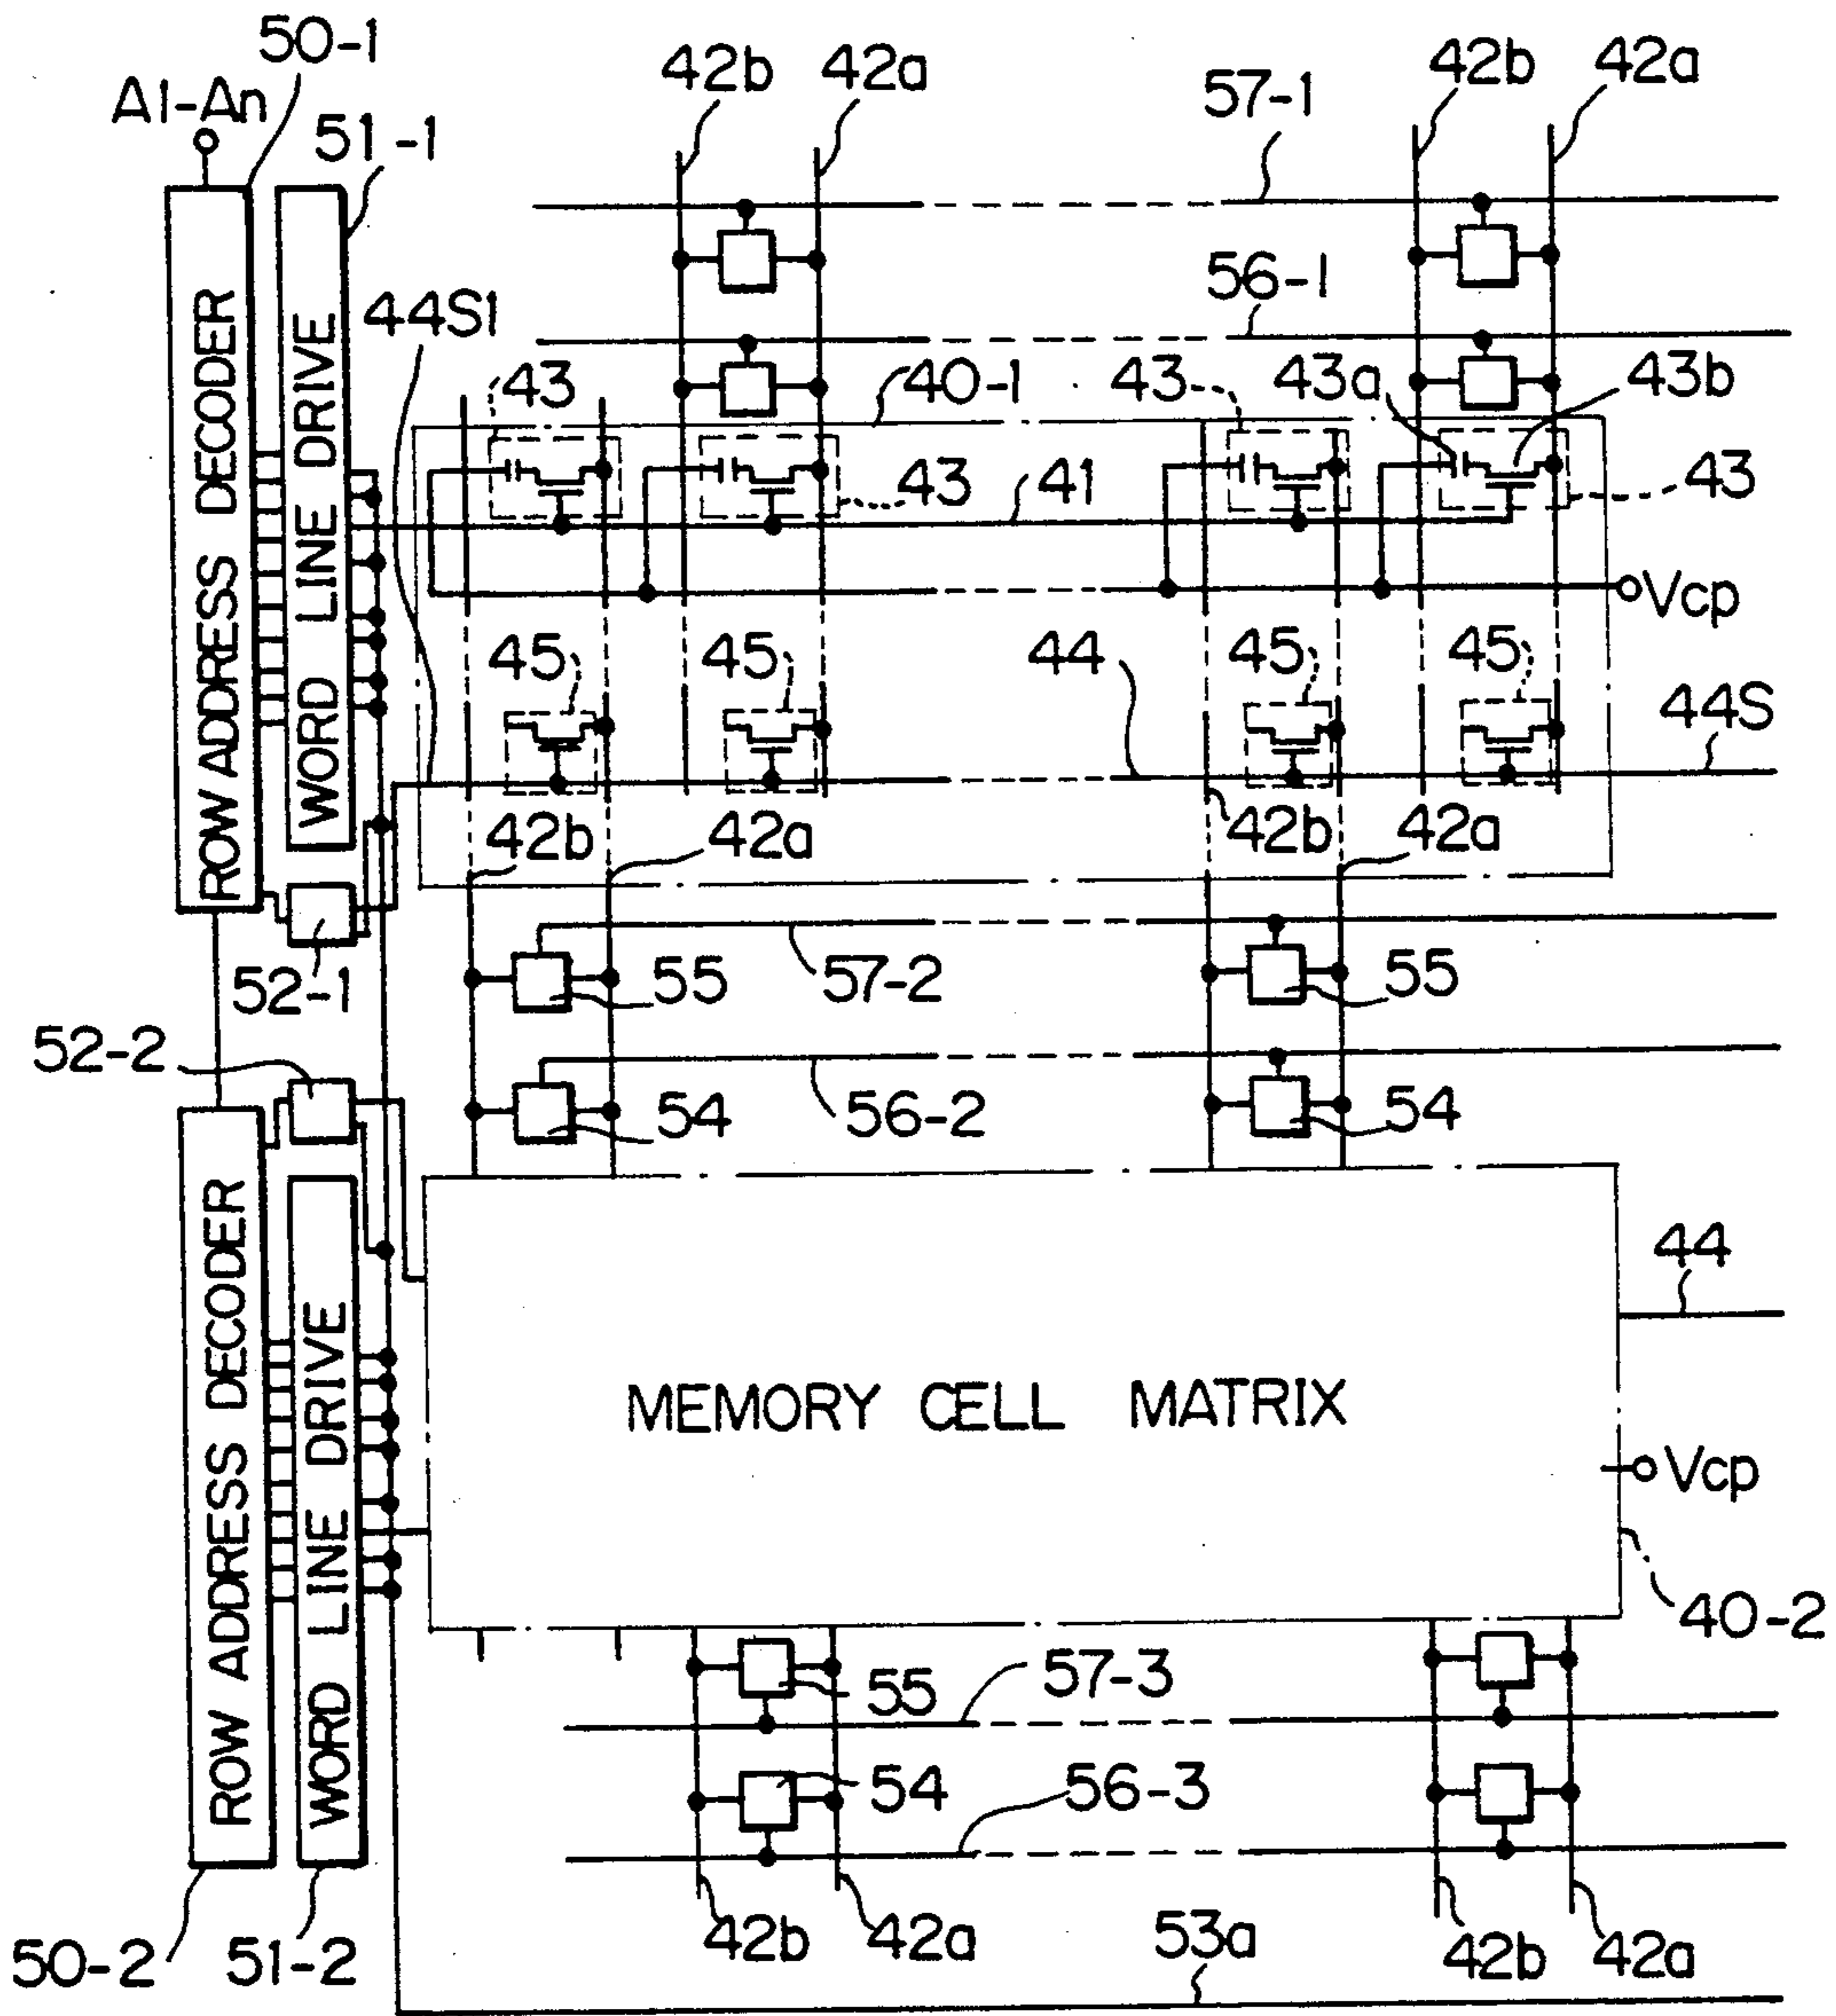 50-1
42b
42a
42b
42a
A1-An
57-1
51-1
56-1
44S1
43
40-1
43
43a
43b
43
41
43
ROW ADDRESS DECODER
WORD LINE DRIVE
Vcp
45
45
44
45
45
44S
42b
42a
42b
42a
52-1
55
57-2
55
52-2
54
56-2
54
ROW ADDRESS DECODER
WORD LINE DRIVE
44
MEMORY CELL MATRIX
Vcp
40-2
55
57-3
54
56-3
50-2
51-2
42b
42a
53a
42b
42a